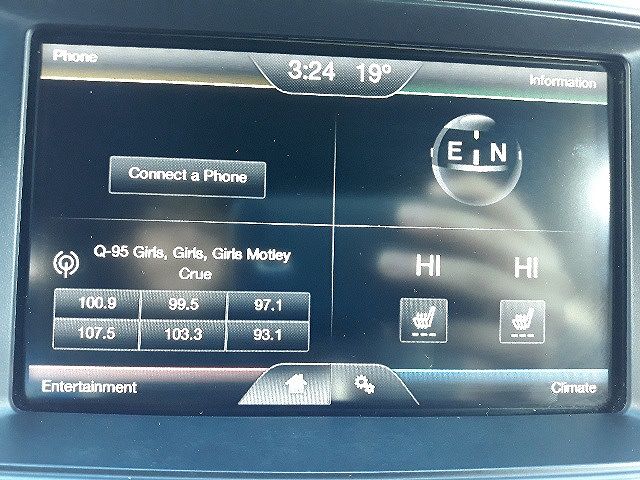 Phone
3:24 19°
Information
Connect a Phone
E N
Q-95 Girls, Girls, Girls Motley
Crue
100.9 99.5 97.1
107.5 103.3 93.1
HI HI
Entertainment
Climate